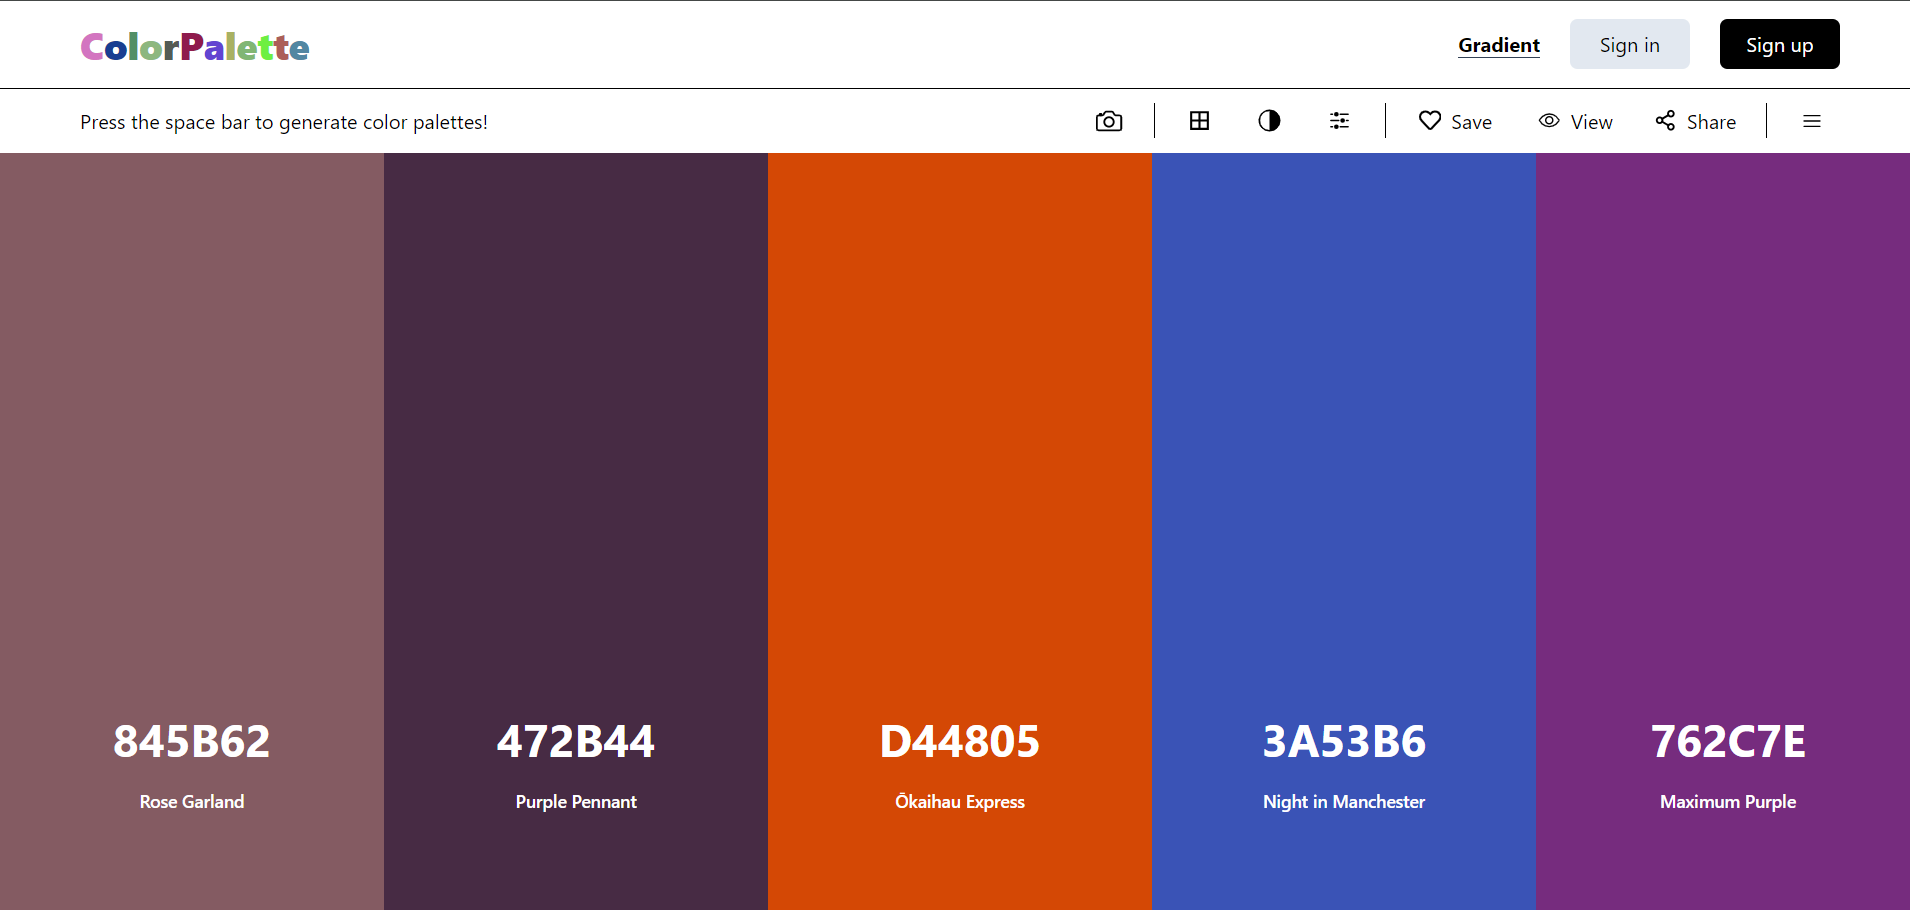 ColorPalette
Gradient
Sign in
Sign up
Press the space bar to generate color palettes!
Save
View
Share
845B62
Rose Garland
472B44
Purple Pennant
D44805
Ōkaihau Express
3A53B6
Night in Manchester
762C7E
Maximum Purple